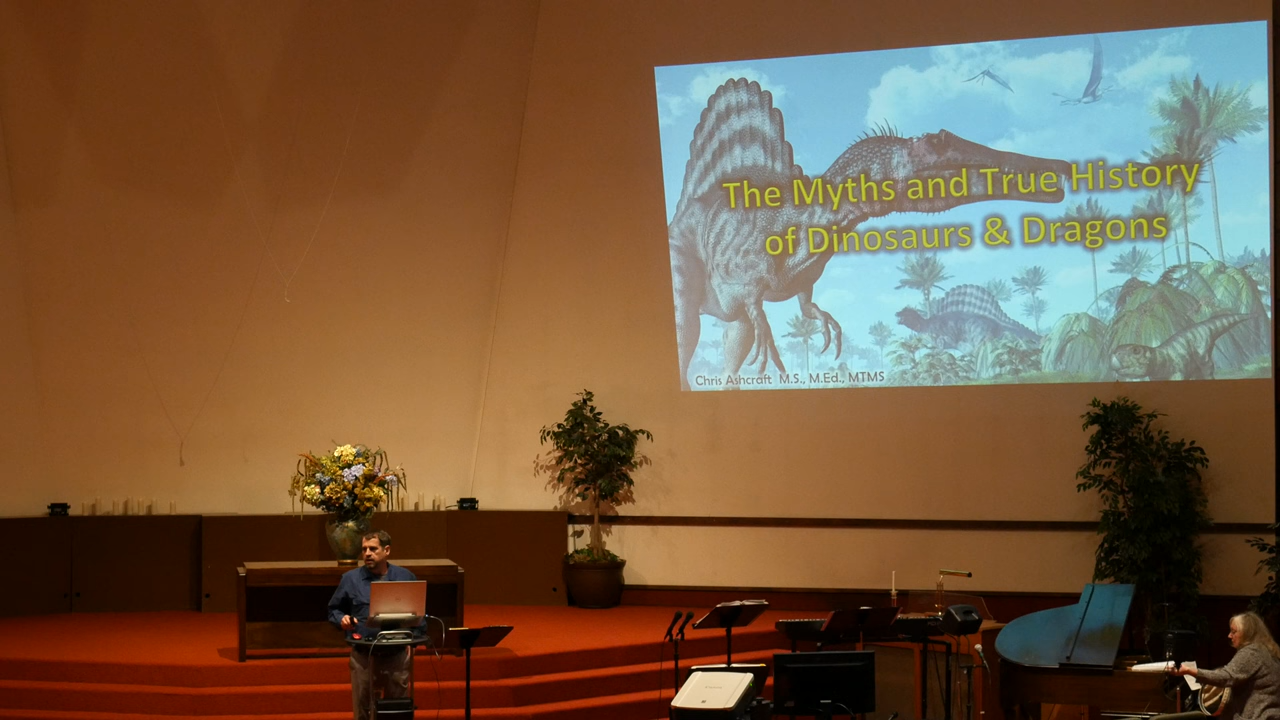 The Myths and True History
of Dinosaurs & Dragons
Chris Ashcraft M.S., M.Ed., MTMS